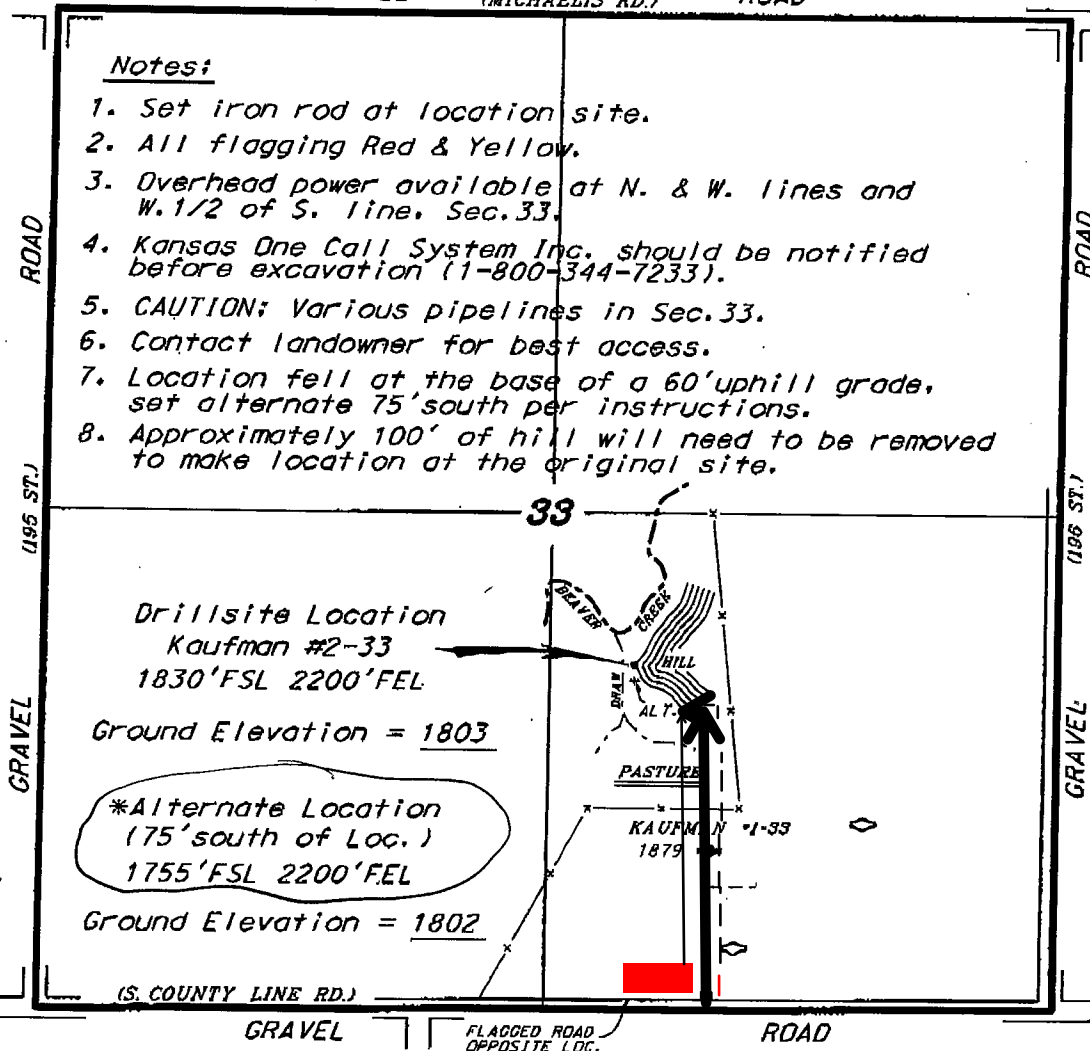 (MICHAELIS RD.) ROAD
Notes:
1. Set iron rod at location site.
2. All flagging Red & Yellow.
3. Overhead power available at N. & W. lines and
W. 1/2 of S. line. Sec. 33.
4. Kansas One Call System Inc. should be notified
before excavation (1-800-344-7233).
5. CAUTION: Various pipelines in Sec. 33.
6. Contact landowner for best access.
7. Location fell at the base of a 60' uphill grade,
set alternate 75' south per instructions.
8. Approximately 100' of hill will need to be removed
to make location at the original site.
ROAD
(195 ST.)
GRAVEL
ROAD
(195 ST.)
GRAVEL
33
BEAVER
CREEK
Drillsite Location
Kaufman #2-33
1830' FSL 2200' FEL
HILL
DRAW
ALT.
Ground Elevation = 1803
PASTURE
*Alternate Location
(75' south of Loc.)
1755' FSL 2200' FEL
KAUFMAN #1-33
1879
Ground Elevation = 1802
(S. COUNTY LINE RD.)
GRAVEL
FLAGGED ROAD
OPPOSITE LOC.
ROAD